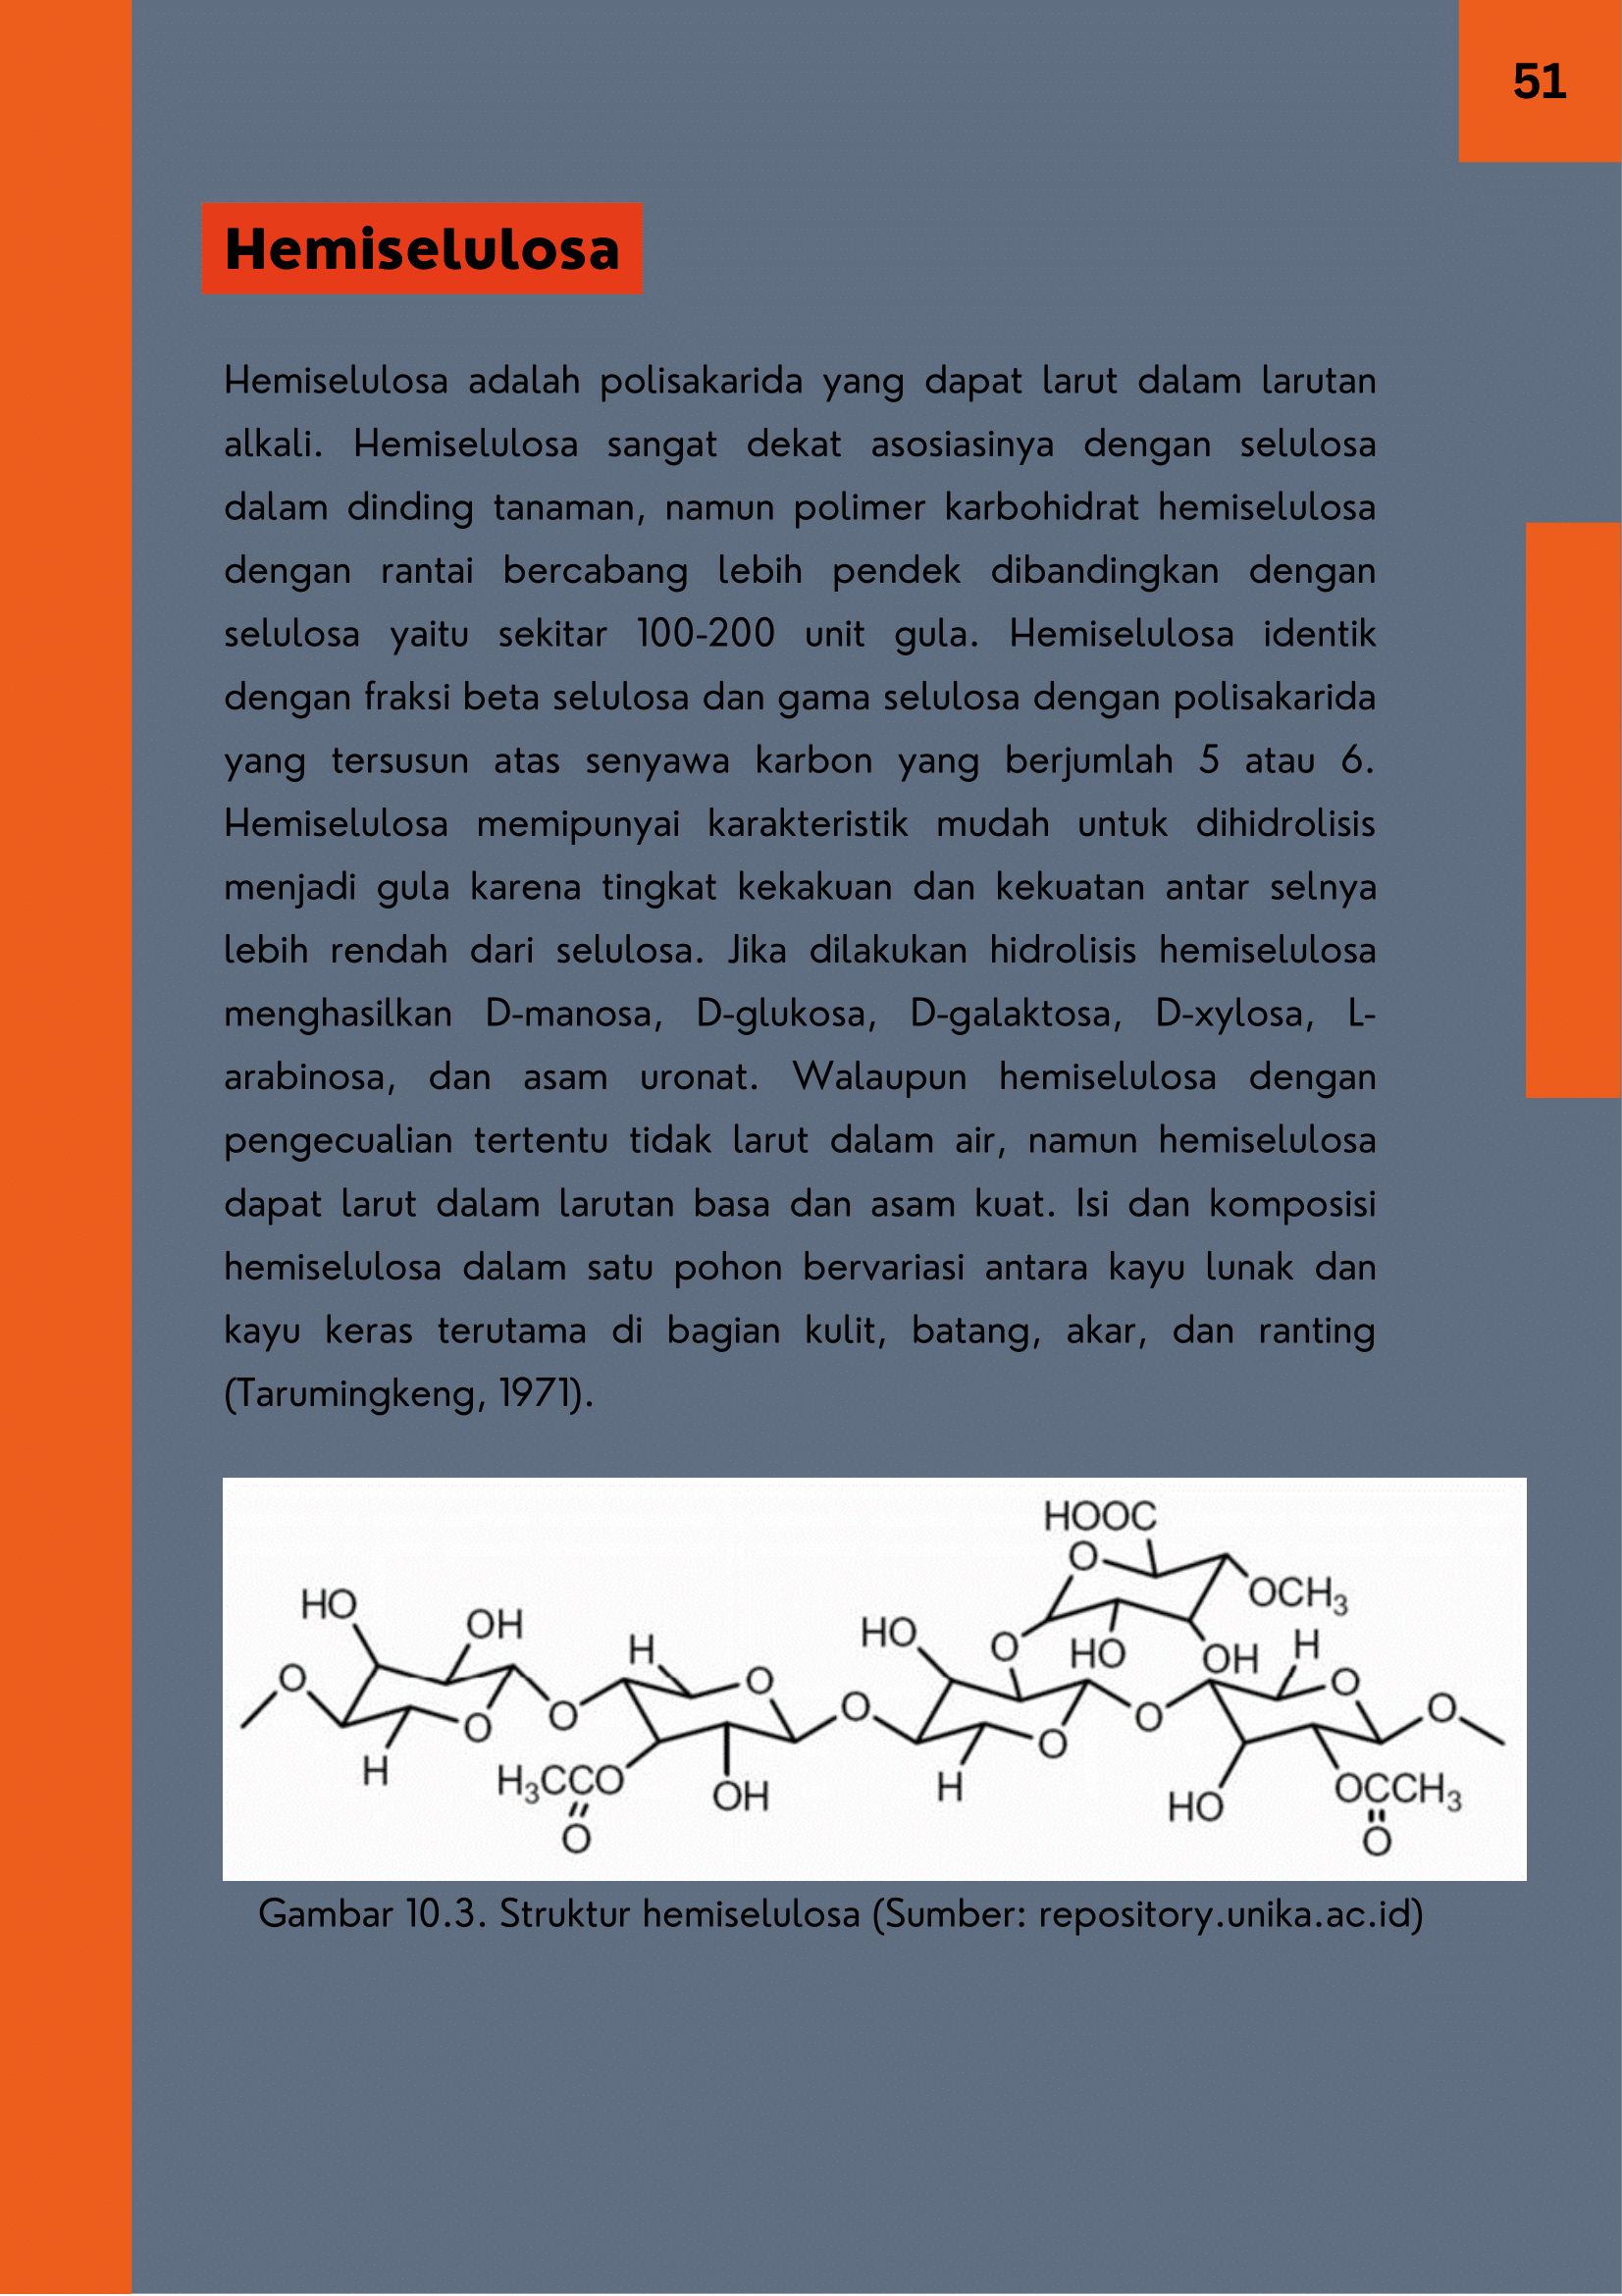 51
Hemiselulosa
Hemiselulosa adalah polisakarida yang dapat larut dalam larutan
alkali. Hemiselulosa sangat dekat asosiasinya dengan selulosa
dalam dinding tanaman, namun polimer karbohidrat hemiselulosa
dengan rantai bercabang lebih pendek dibandingkan dengan
selulosa yaitu sekitar 100-200 unit gula. Hemiselulosa identik
dengan fraksi beta selulosa dan gama selulosa dengan polisakarida
yang tersusun atas senyawa karbon yang berjumlah 5 atau 6.
Hemiselulosa memipunyai karakteristik mudah untuk dihidrolisis
menjadi gula karena tingkat kekakuan dan kekuatan antar selnya
lebih rendah dari selulosa. Jika dilakukan hidrolisis hemiselulosa
menghasilkan D-manosa, D-glukosa, D-galaktosa, D-xylosa, L-
arabinosa, dan asam uronat. Walaupun hemiselulosa dengan
pengecualian tertentu tidak larut dalam air, namun hemiselulosa
dapat larut dalam larutan basa dan asam kuat. Isi dan komposisi
hemiselulosa dalam satu pohon bervariasi antara kayu lunak dan
kayu keras terutama di bagian kulit, batang, akar, dan ranting
(Tarumingkeng, 1971).
HOOC
O
OCH₃
HO OH HO O HO OH H
H
O O O O
O O O O O
H H₃CCO OH H HO OCCH₃
O O
Gambar 10.3. Struktur hemiselulosa (Sumber: repository.unika.ac.id)